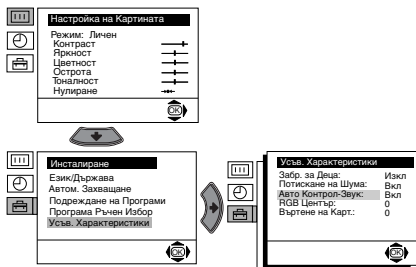 Настройка на Картината
Режим: Личен
Контраст
Яркност
Цветност
Острота
Тоналност
Нулиране
OK
Инсталиране
Език/Държава
Автом. Захващане
Подреждане на Програми
Програма Ръчен Избор
Усъв. Характеристики
OK
Усъв. Характеристики
Забр. за Деца: Изкл
Потискане на Шума: Вкл
Авто Контрол-Звук: Вкл
RGB Център: 0
Въртене на Карт.: 0
OK